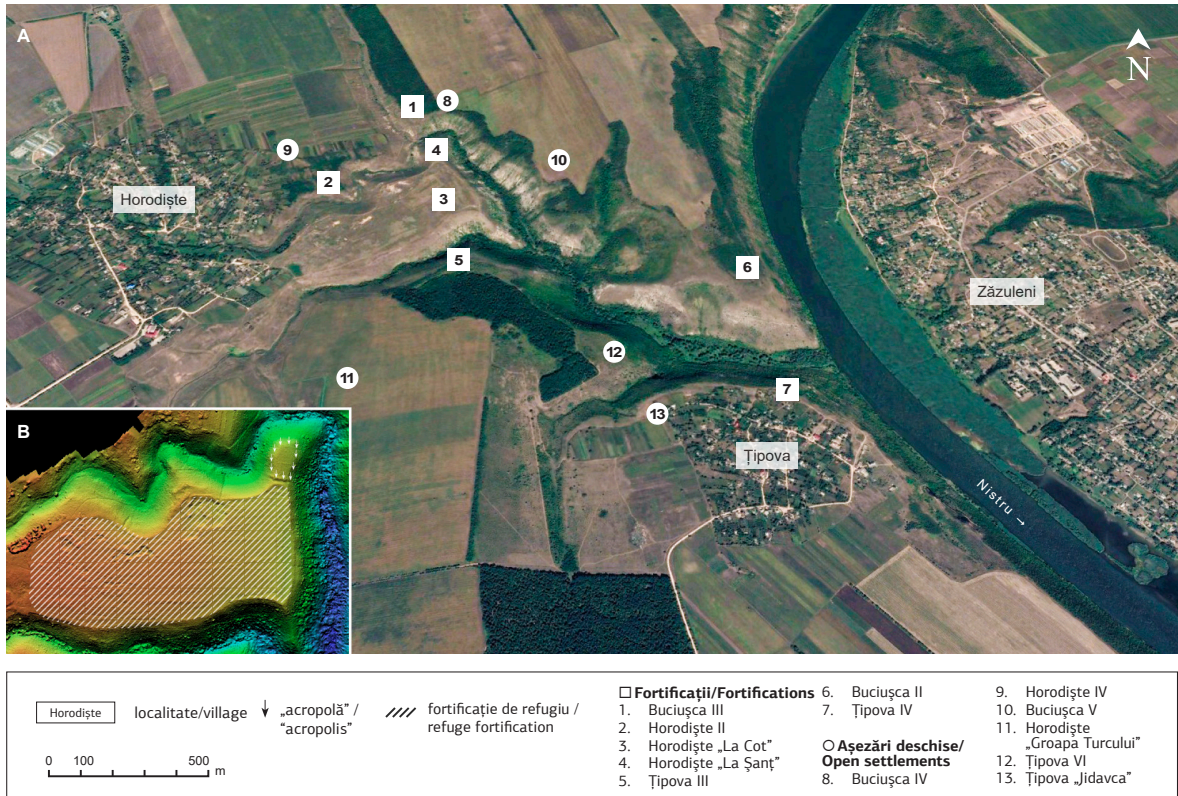 A
N
1
8
9
4
10
2
Horodiște
3
5
6
Zăzuleni
12
11
7
13
B
Țipova
Nistru →
Horodiște
localitate/village
„acropolă” /
“acropolis”
fortificație de refugiu /
refuge fortification
0 100 500
m
Fortificații/Fortifications
1. Buciușca III
2. Horodiște II
3. Horodiște „La Cot”
4. Horodiște „La Șanț”
5. Țipova III
6. Buciușca II
7. Țipova IV
Așezări deschise/
Open settlements
8. Buciușca IV
9. Horodiște IV
10. Buciușca V
11. Horodiște
„Groapa Turcului”
12. Țipova VI
13. Țipova „Jidavca”